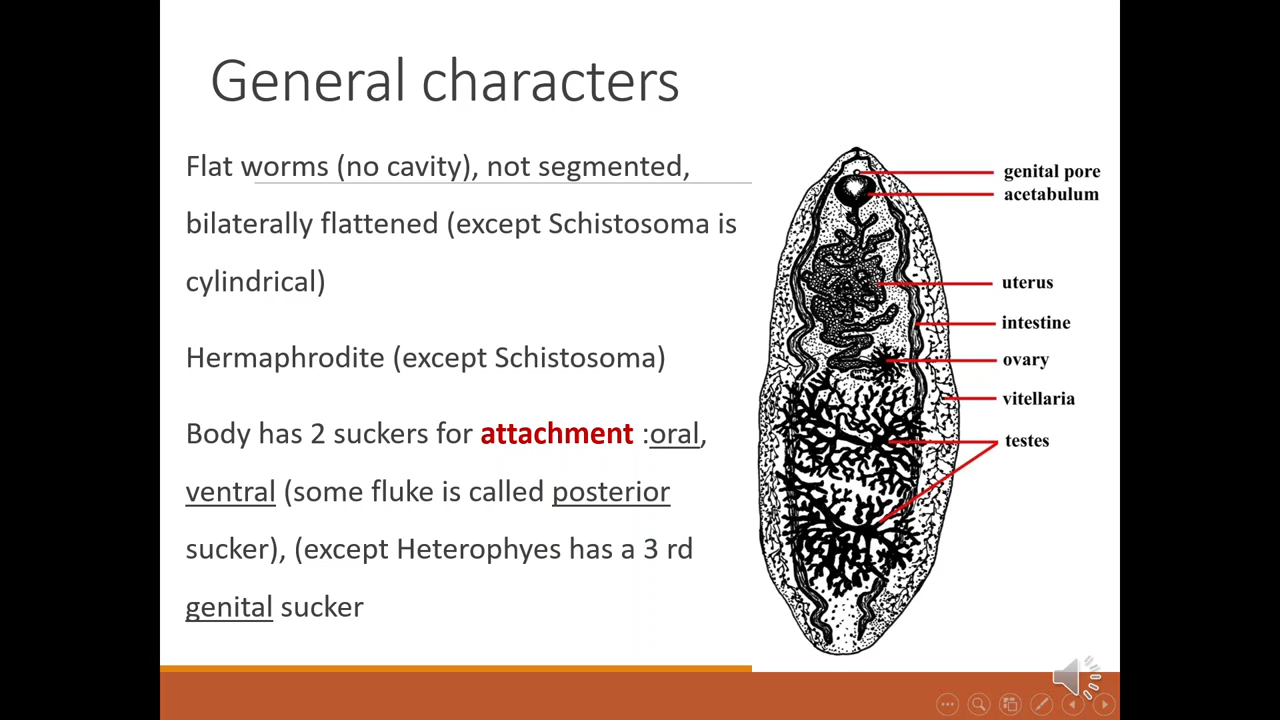 General characters
Flat worms (no cavity), not segmented,
bilaterally flattened (except Schistosoma is
cylindrical)
Hermaphrodite (except Schistosoma)
Body has 2 suckers for attachment :oral,
ventral (some fluke is called posterior
sucker), (except Heterophyes has a 3 rd
genital sucker
genital pore
acetabulum
uterus
intestine
ovary
vitellaria
testes